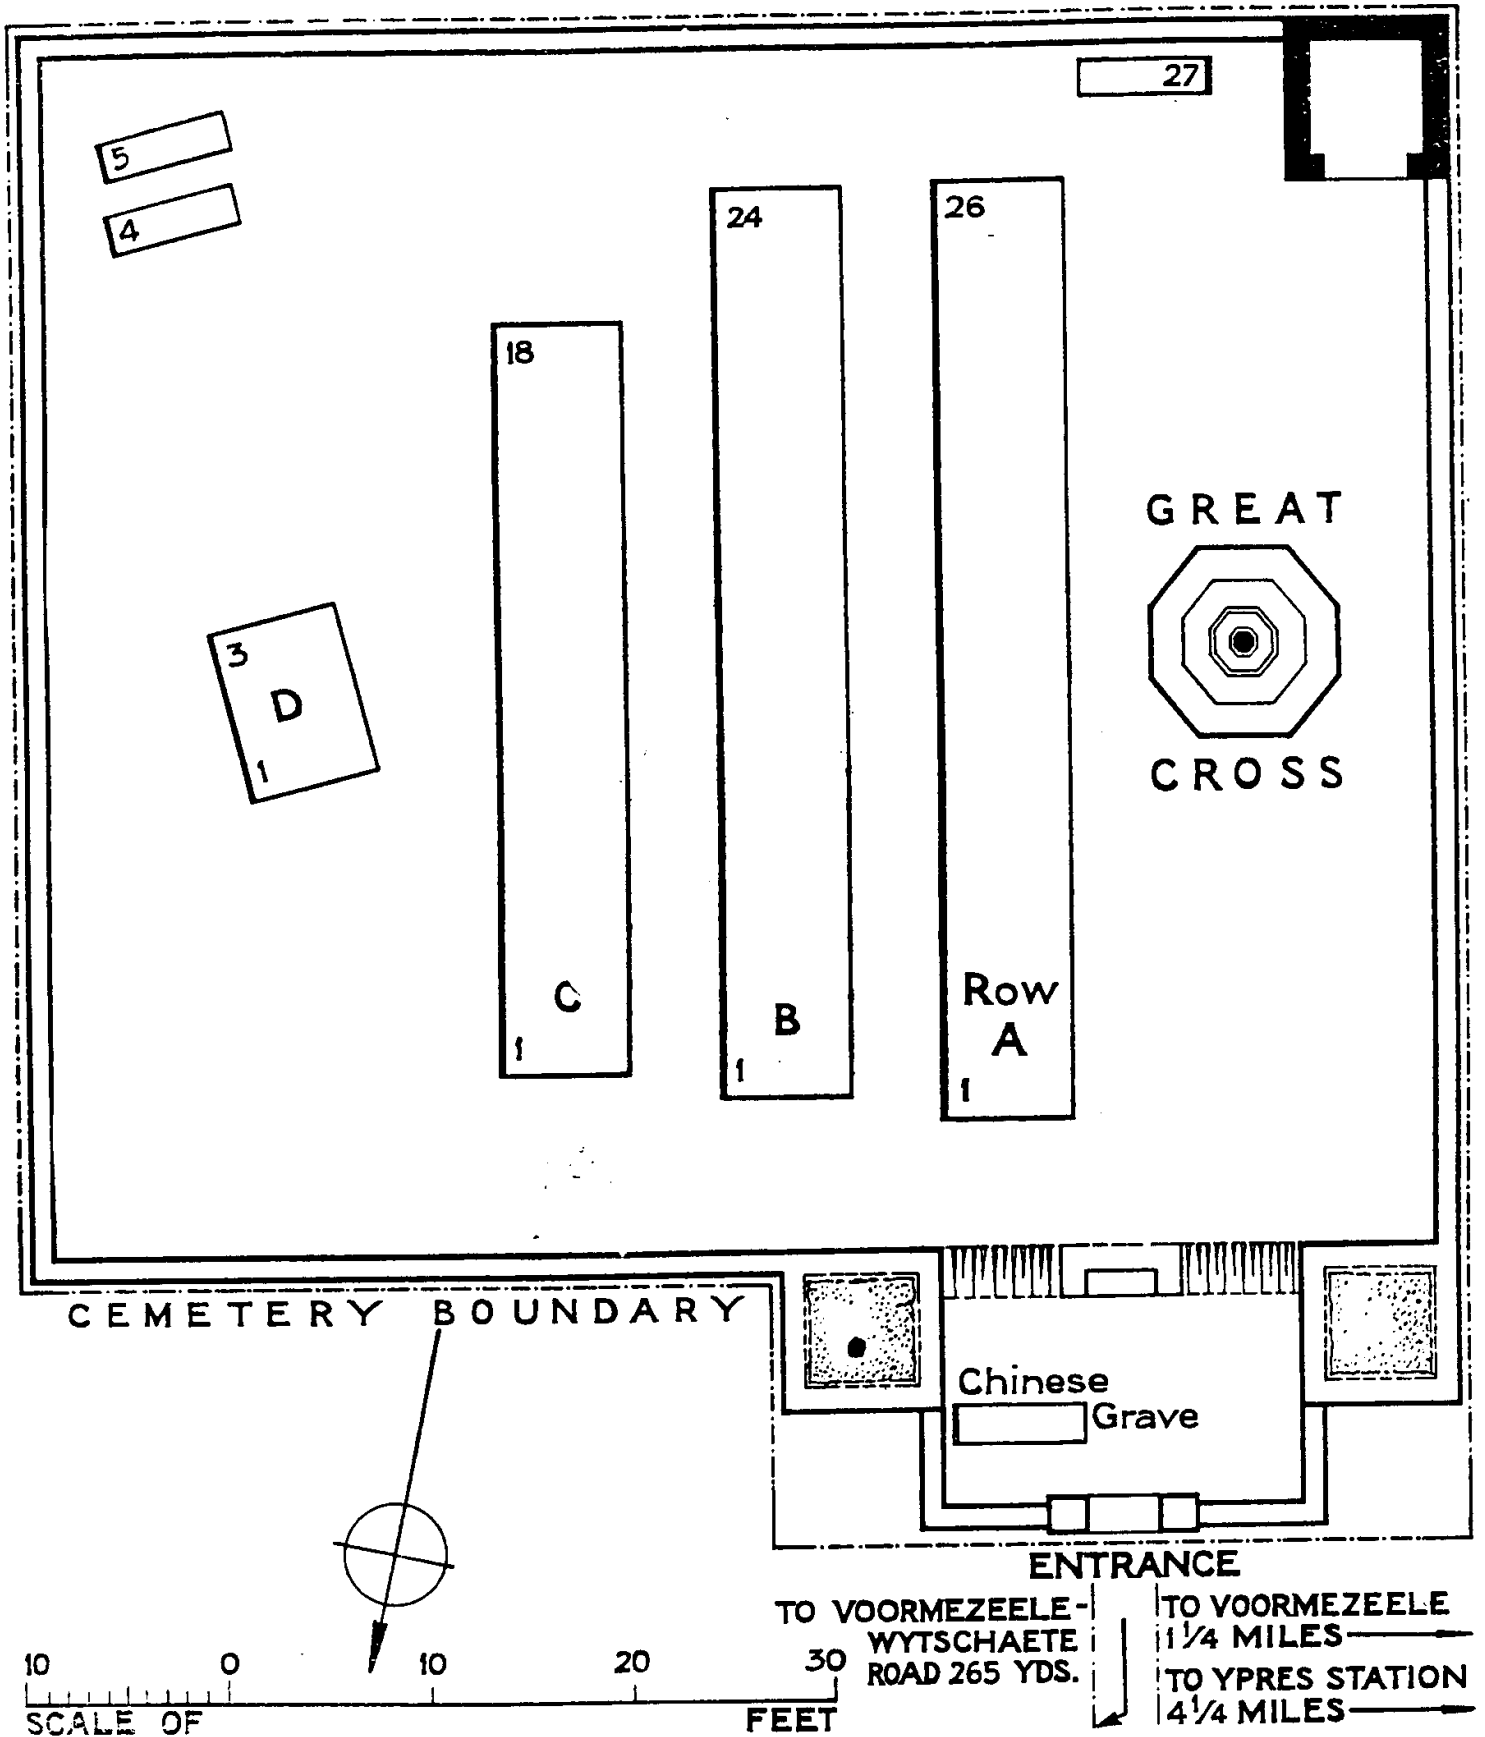 27
5
4
24
26
18
GREAT
CROSS
3
D
1
C
1
B
1
Row
A
1
CEMETERY BOUNDARY
Chinese
Grave
ENTRANCE
TO VOORMEZEELE-
WYTSCHAETE
ROAD 265 YDS.
TO VOORMEZEELE
1¼ MILES
TO YPRES STATION
4¼ MILES
10 0 10 20 30
SCALE OF FEET